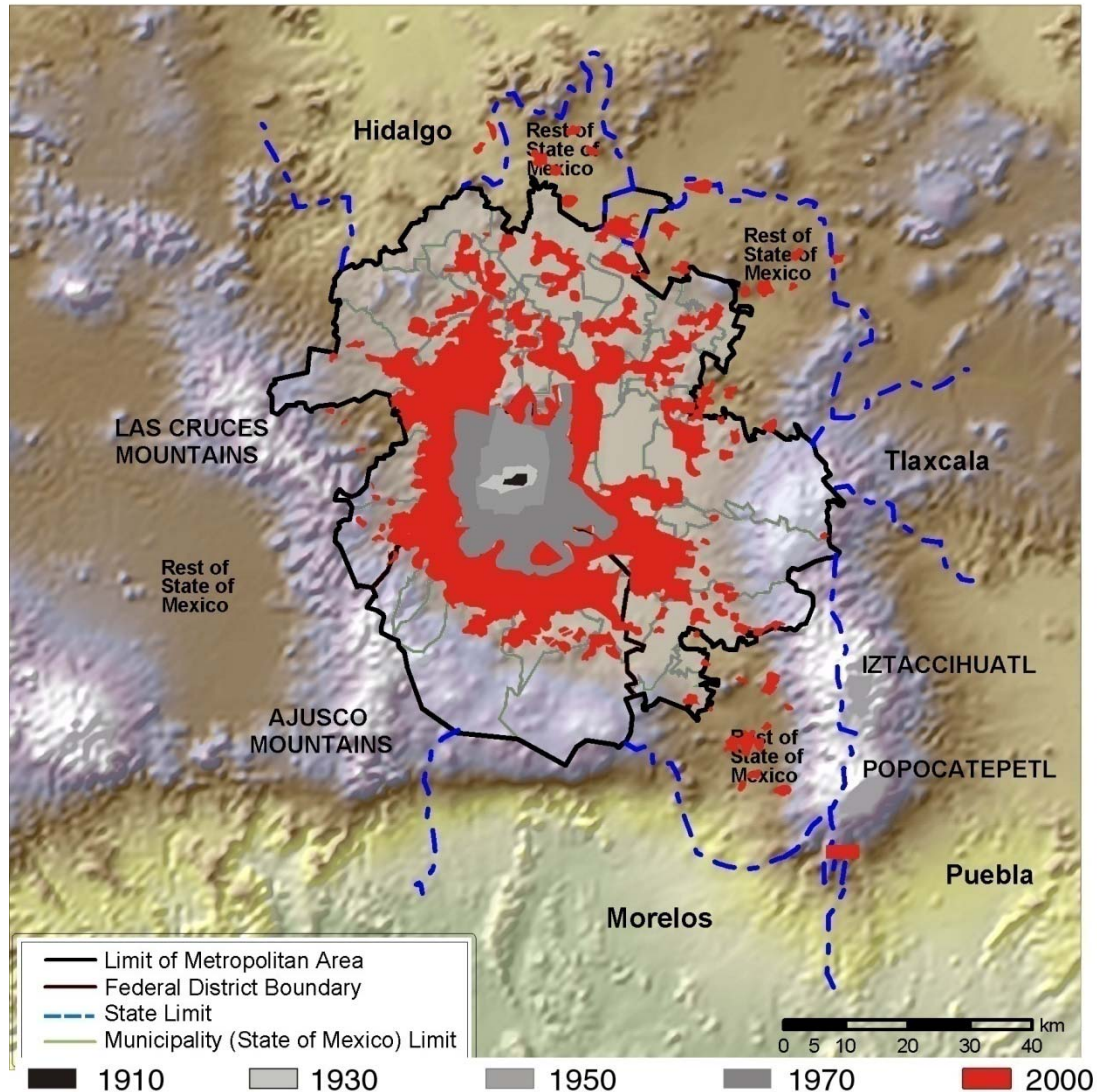 Hidalgo
Rest of
State of
Mexico
Rest of
State of
Mexico
LAS CRUCES
MOUNTAINS
Tlaxcala
Rest of
State of
Mexico
IZTACCIHUATL
AJUSCO
MOUNTAINS
Rest of
State of
Mexico
POPOCATEPETL
Puebla
Morelos
Limit of Metropolitan Area
Federal District Boundary
State Limit
Municipality (State of Mexico) Limit
km
0 5 10 20 30 40
1910 1930 1950 1970 2000